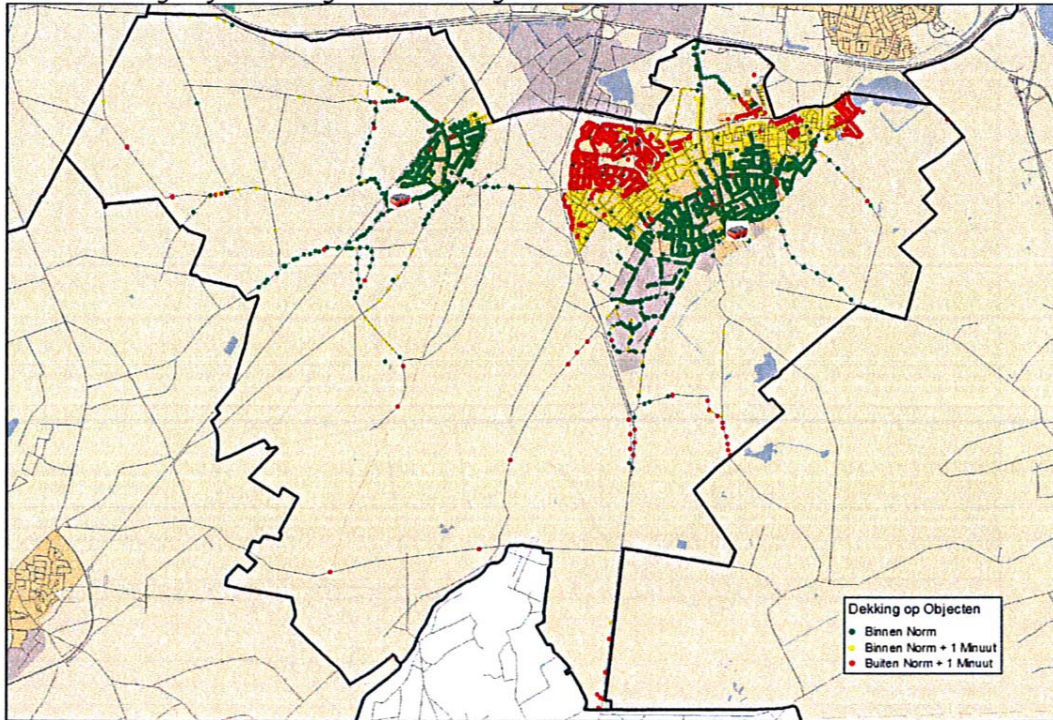 Dekking op Objecten
Binnen Norm
Binnen Norm + 1 Minuut
Buiten Norm + 1 Minuut